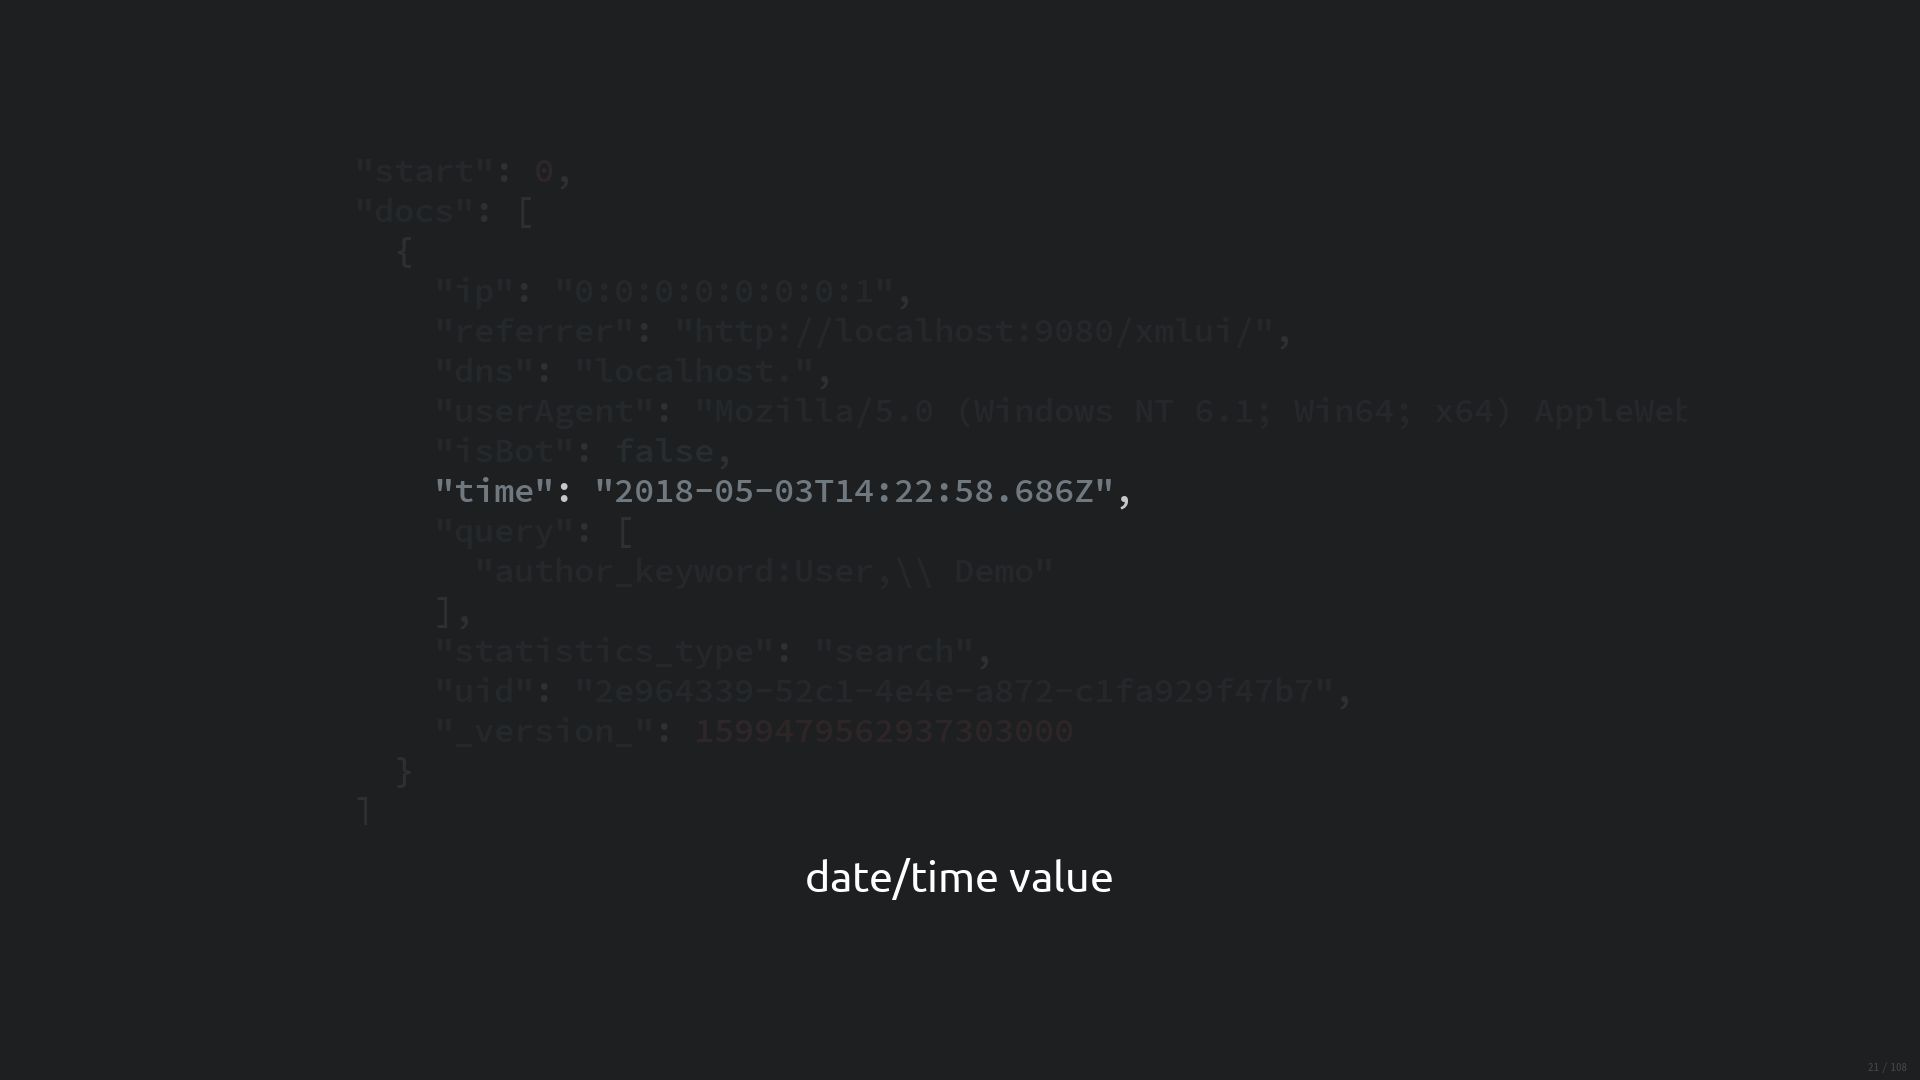 "start": 0,
"docs": [
{
"ip": "0:0:0:0:0:0:0:1",
"referrer": "http://localhost:9080/xmlui/",
"dns": "localhost.",
"userAgent": "Mozilla/5.0 (Windows NT 6.1; Win64; x64) AppleWeb
"isBot": false,
"time": "2018-05-03T14:22:58.686Z",
"query": [
"author_keyword:User,\\ Demo"
],
"statistics_type": "search",
"uid": "2e964339-52c1-4e4e-a872-c1fa929f47b7",
"_version_": 1599479562937303000
}
]
date/time value
21 / 108